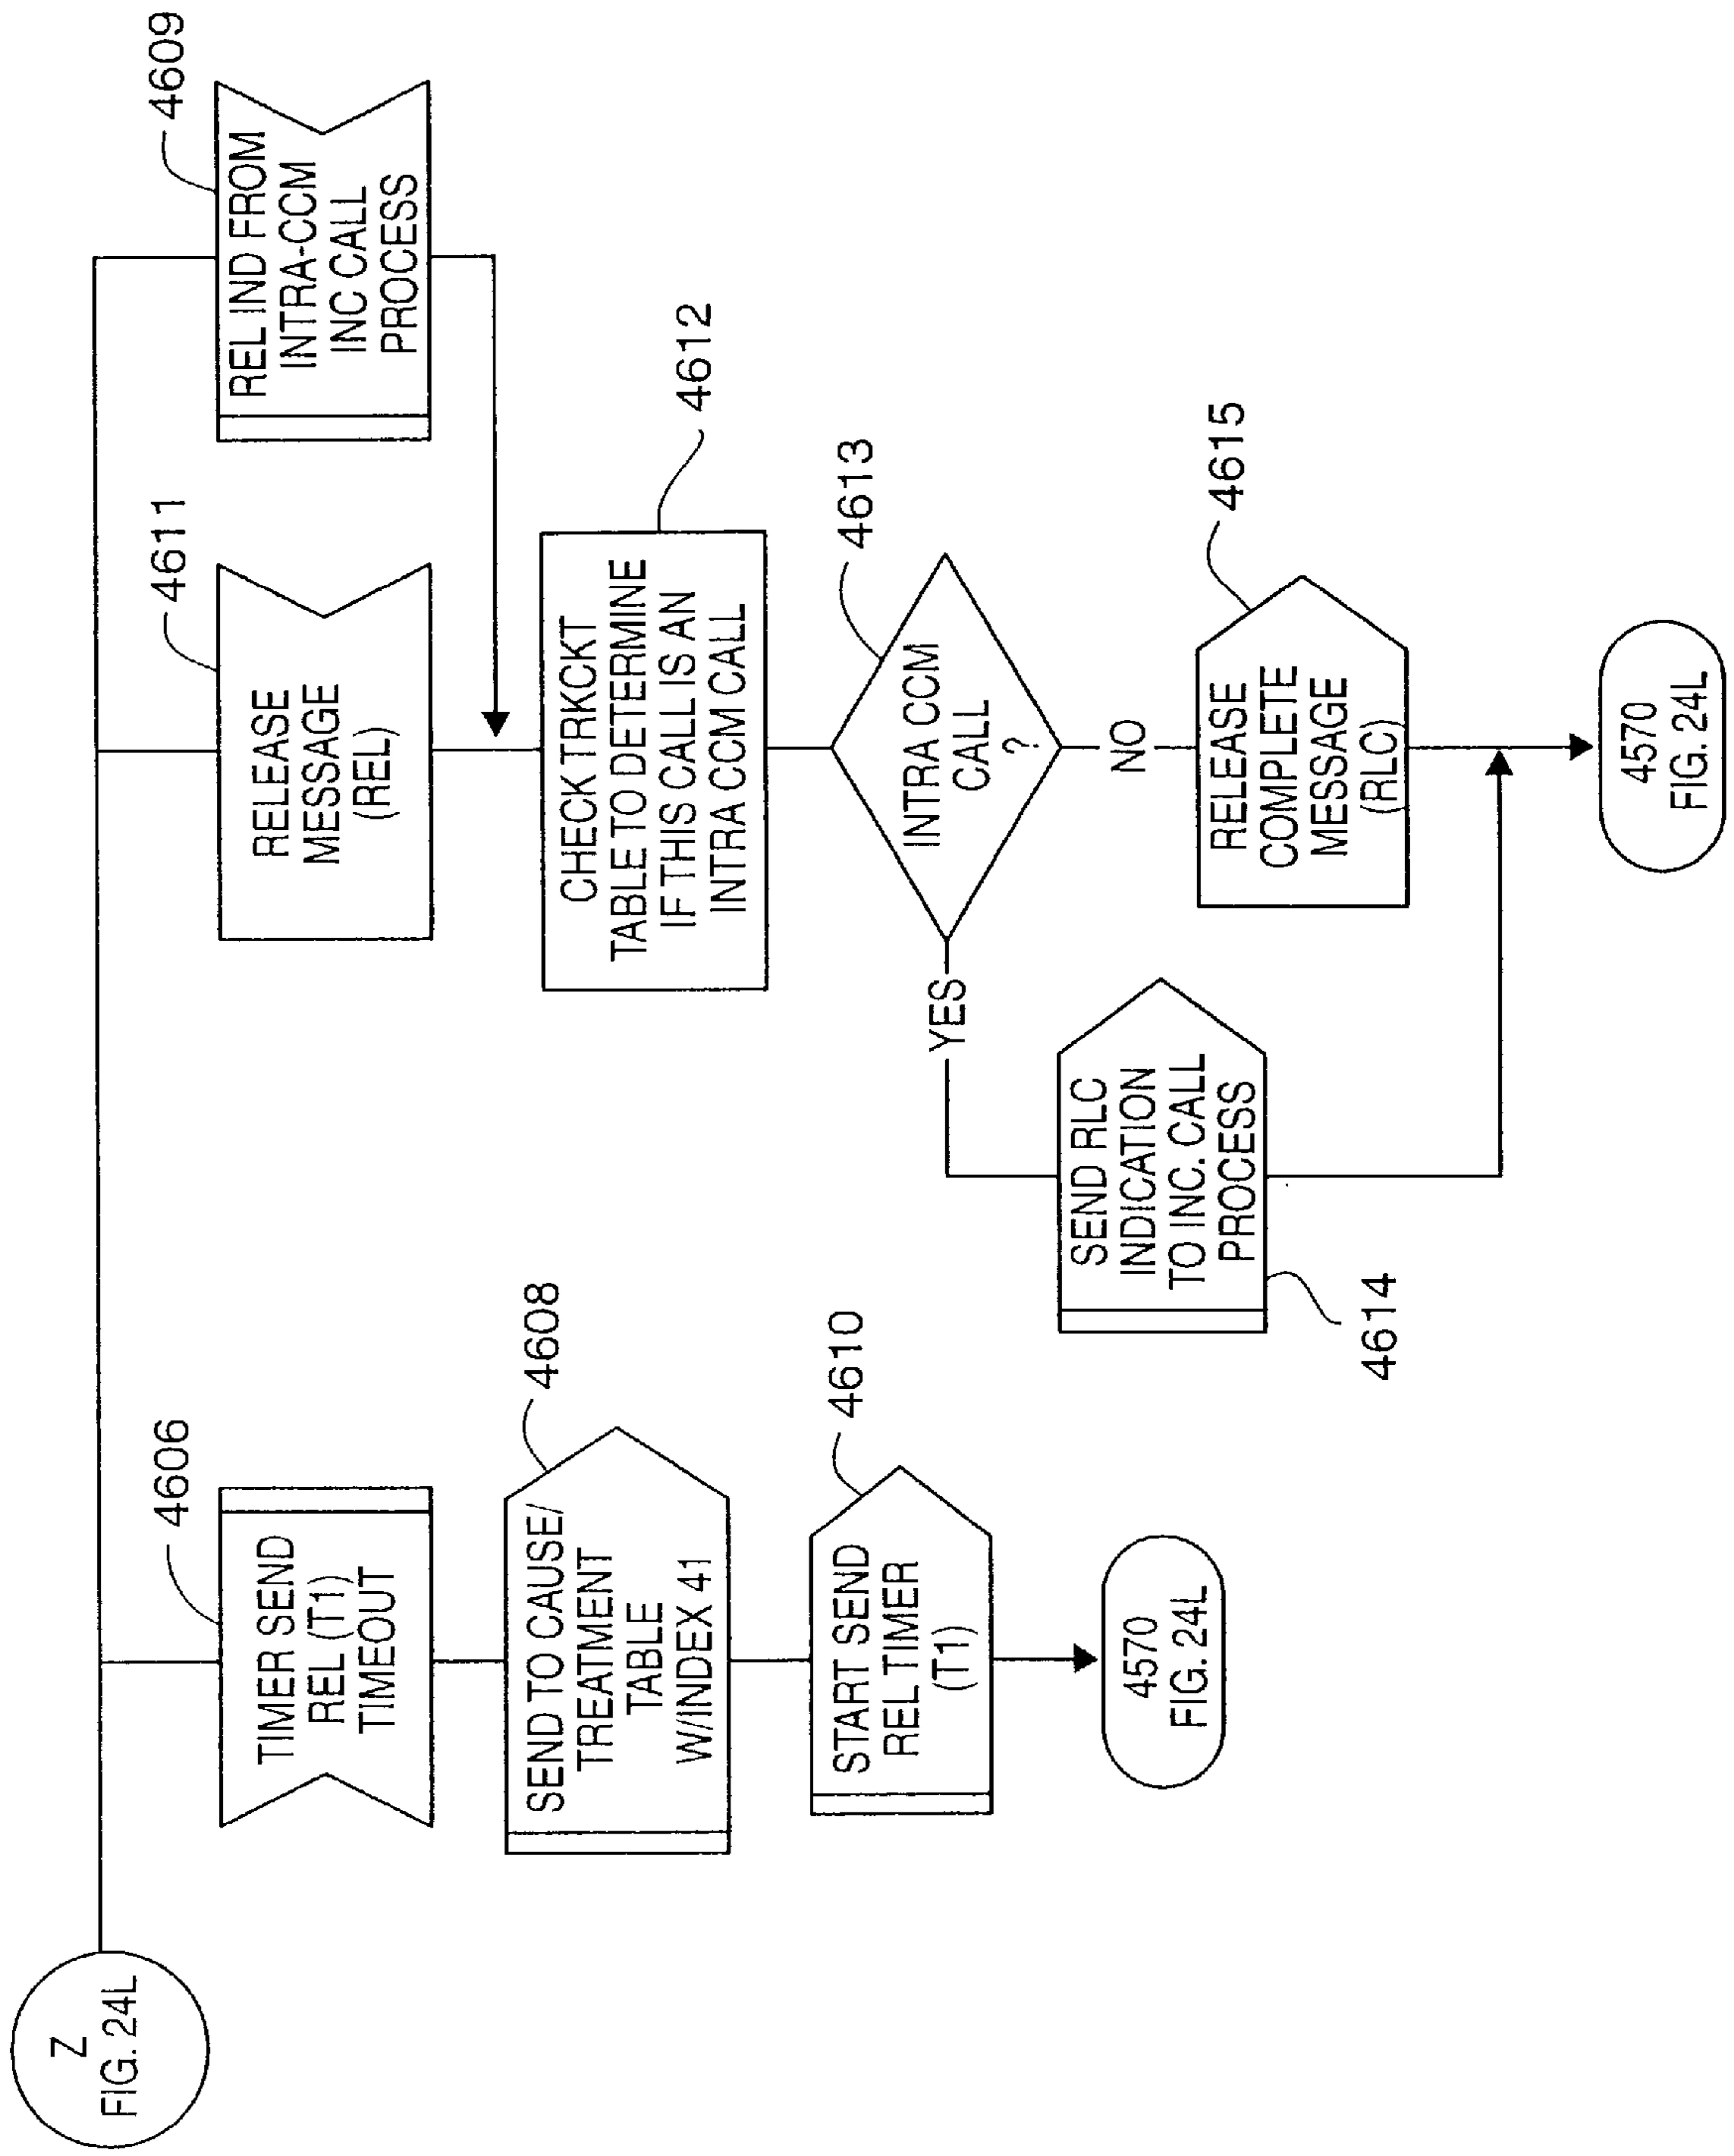 Z
FIG. 24L
4606
TIMER SEND
REL (T1)
TIMEOUT
4608
SEND TO CAUSE/
TREATMENT
TABLE
W/INDEX 41
4610
START SEND
REL TIMER
(T1)
4570
FIG. 24L
4611
RELEASE
MESSAGE
(REL)
4609
REL IND FROM
INTRA-CCM
INC CALL
PROCESS
4612
CHECK TRKCKT
TABLE TO DETERMINE
IF THIS CALL IS AN
INTRA CCM CALL
4613
INTRA CCM
CALL
?
YES
NO
SEND RLC
INDICATION
TO INC. CALL
PROCESS
4614
4615
RELEASE
COMPLETE
MESSAGE
(RLC)
4570
FIG. 24L